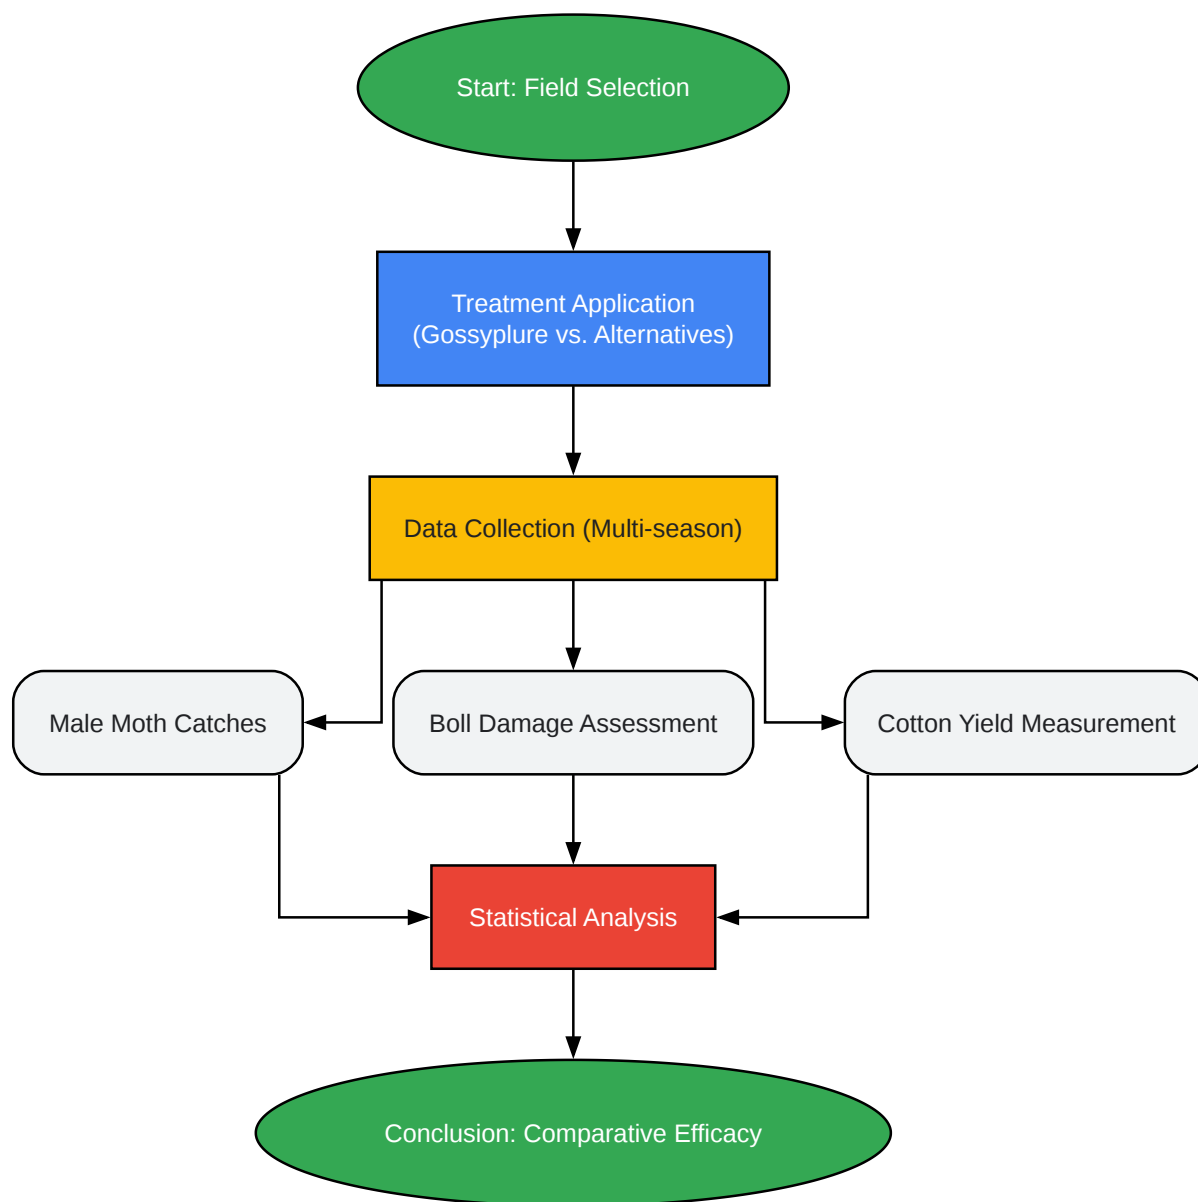 Start: Field Selection
Treatment Application
(Gossyplure vs. Alternatives)
Data Collection (Multi-season)
Male Moth Catches
Boll Damage Assessment
Cotton Yield Measurement
Statistical Analysis
Conclusion: Comparative Efficacy